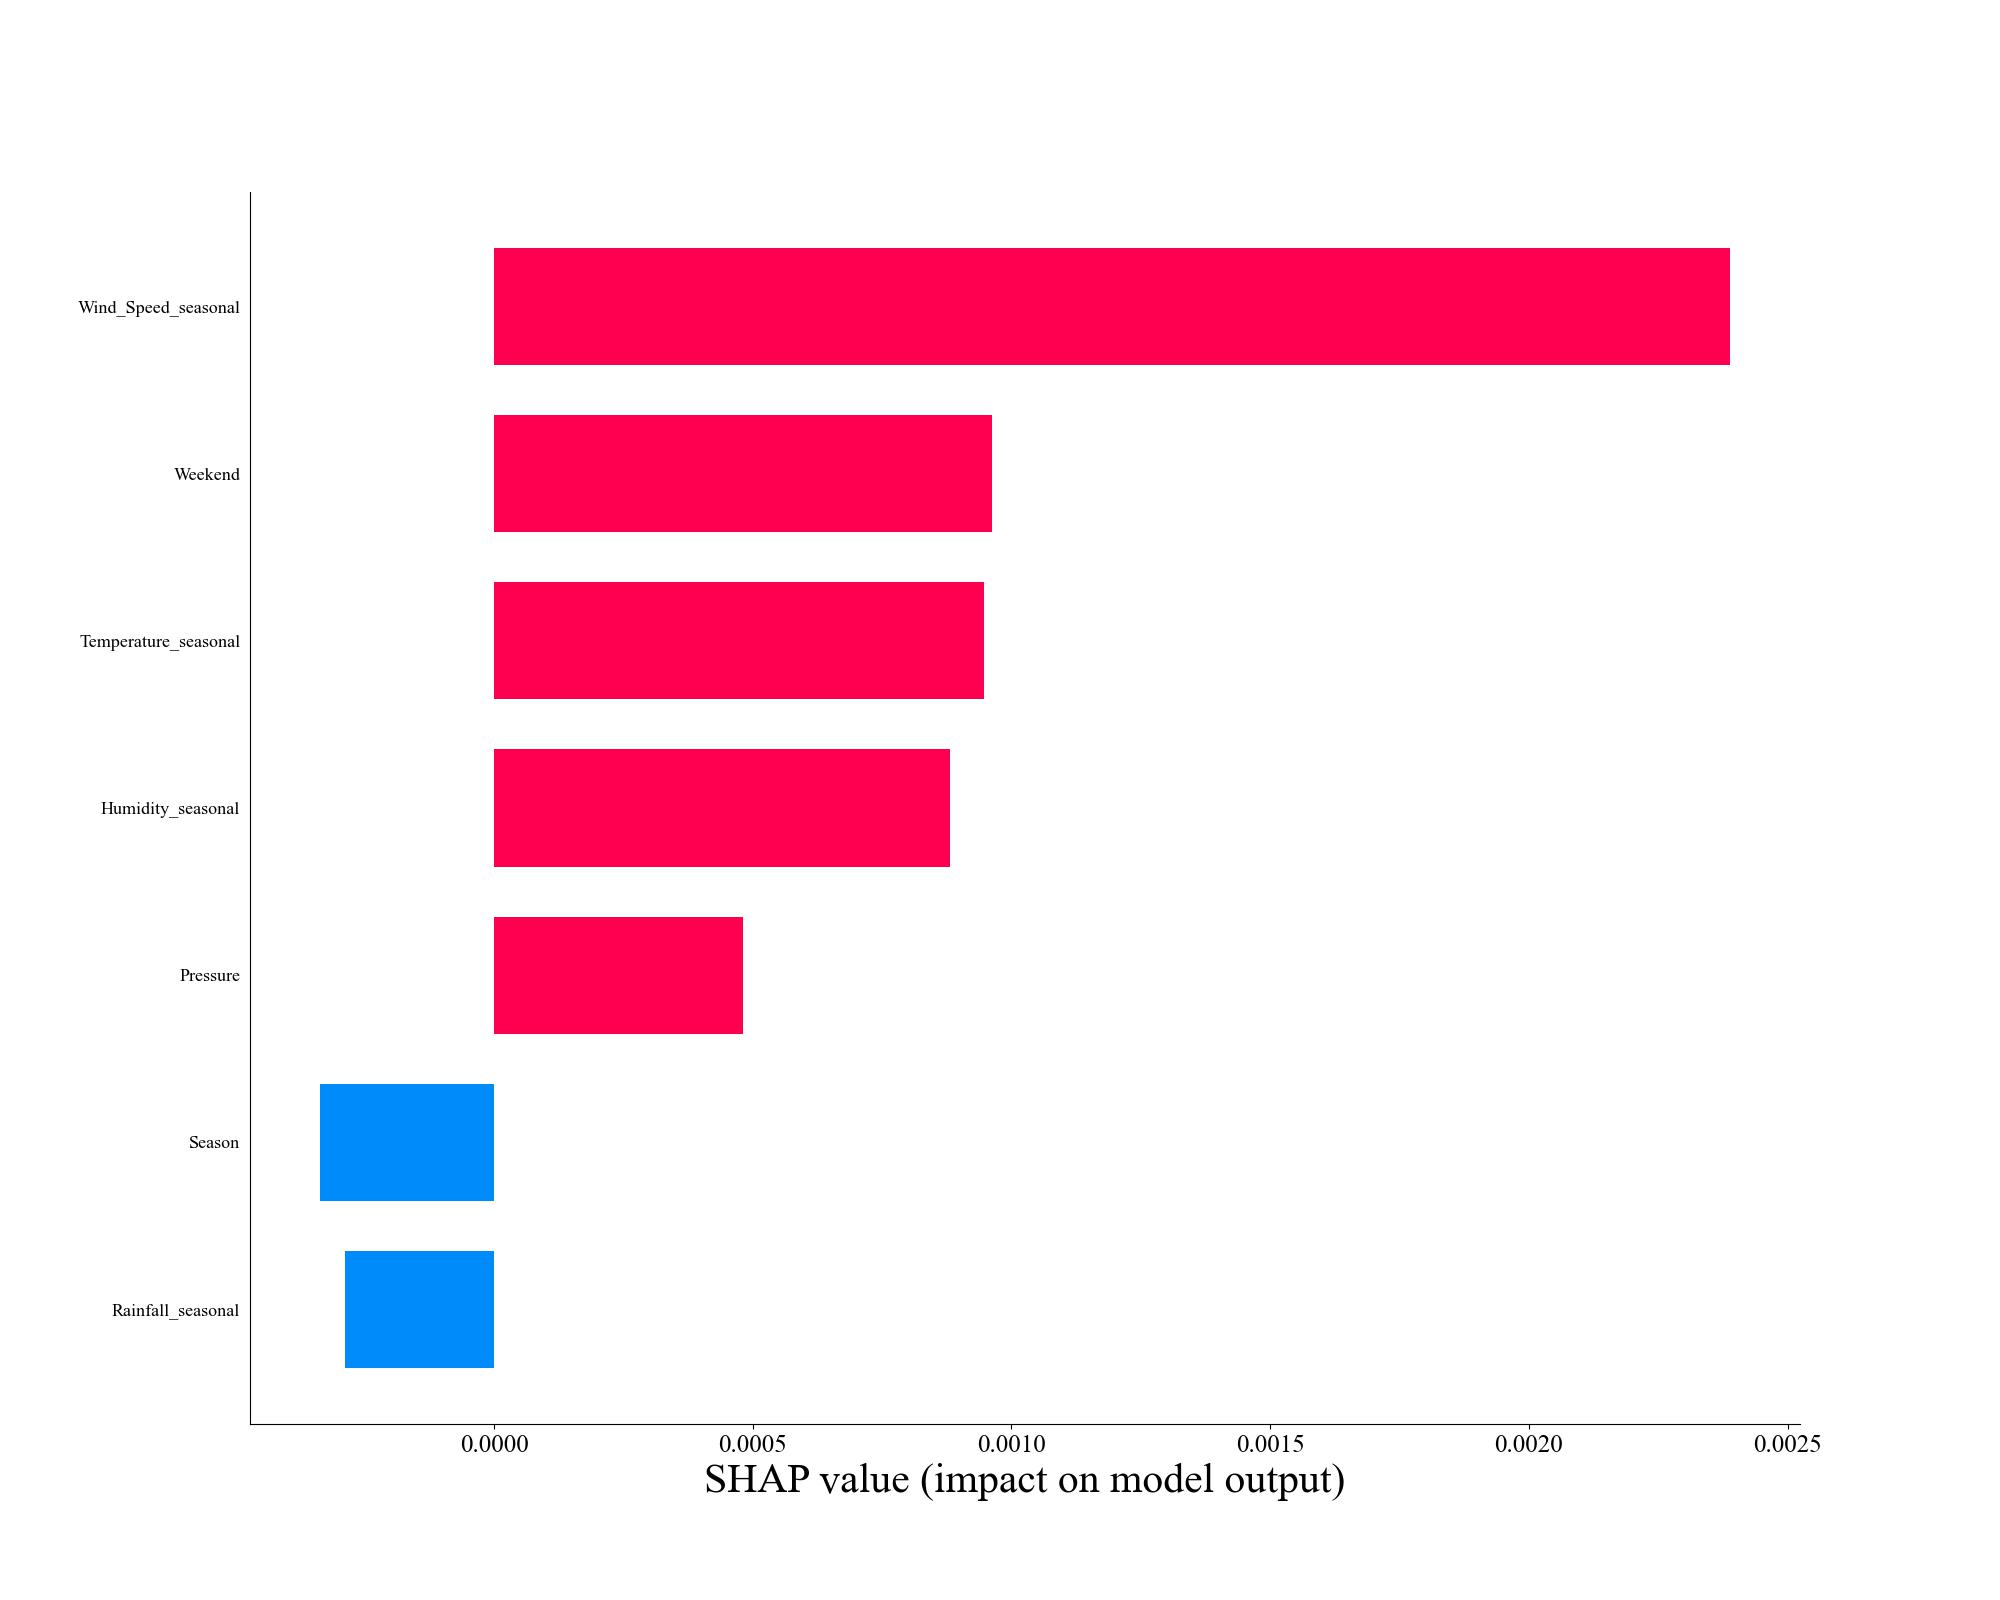 Wind_Speed_seasonal
Weekend
Temperature_seasonal
Humidity_seasonal
Pressure
Season
Rainfall_seasonal
0.0000 0.0005 0.0010 0.0015 0.0020 0.0025
SHAP value (impact on model output)